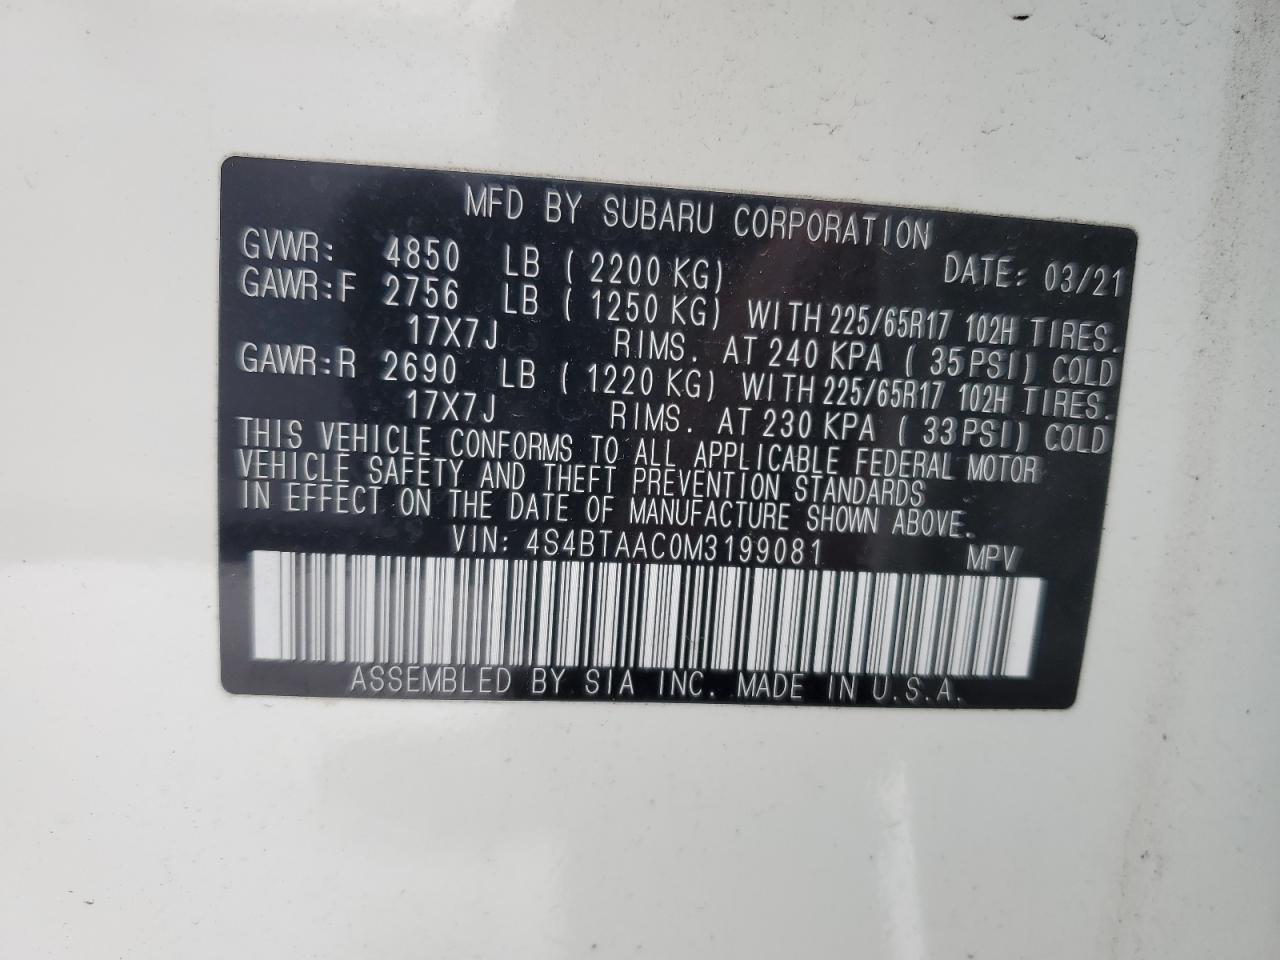 MFD BY SUBARU CORPORATION
GVWR: 4850 LB ( 2200 KG) DATE: 03/21
GAWR:F 2756 LB ( 1250 KG) WITH 225/65R17 102H TIRES.
17X7J RIMS. AT 240 KPA ( 35PSI) COLD
GAWR:R 2690 LB ( 1220 KG) WITH 225/65R17 102H TIRES.
17X7J RIMS. AT 230 KPA ( 33PSI) COLD
THIS VEHICLE CONFORMS TO ALL APPLICABLE FEDERAL MOTOR
VEHICLE SAFETY AND THEFT PREVENTION STANDARDS
IN EFFECT ON THE DATE OF MANUFACTURE SHOWN ABOVE.
VIN: 4S4BTAAC0M3199081 MPV
ASSEMBLED BY SIA INC. MADE IN U.S.A.